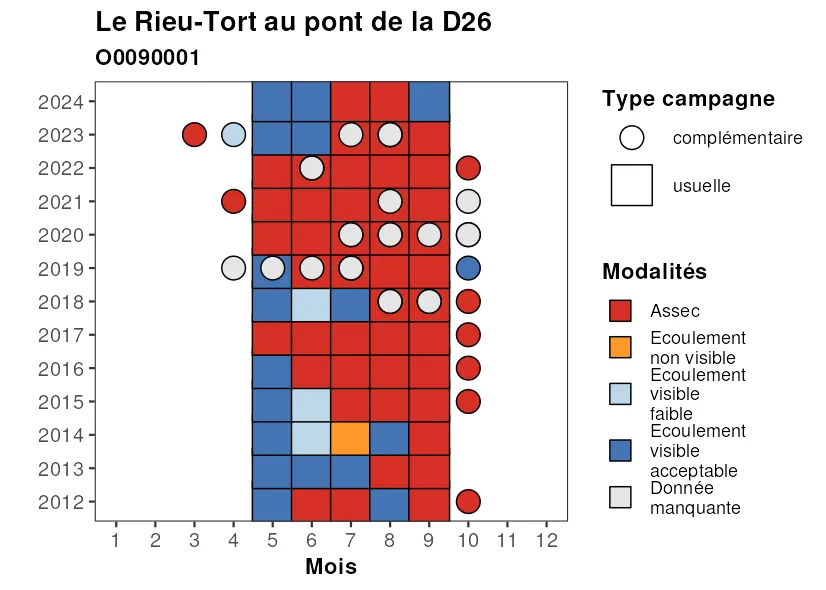 Le Rieu-Tort au pont de la D26
O0090001
2024
2023
2022
2021
2020
2019
2018
2017
2016
2015
2014
2013
2012
1 2 3 4 5 6 7 8 9 10 11 12
Mois
Type campagne
complémentaire
usuelle
Modalités
Assec
Ecoulement
non visible
Ecoulement
visible
faible
Ecoulement
visible
acceptable
Donnée
manquante